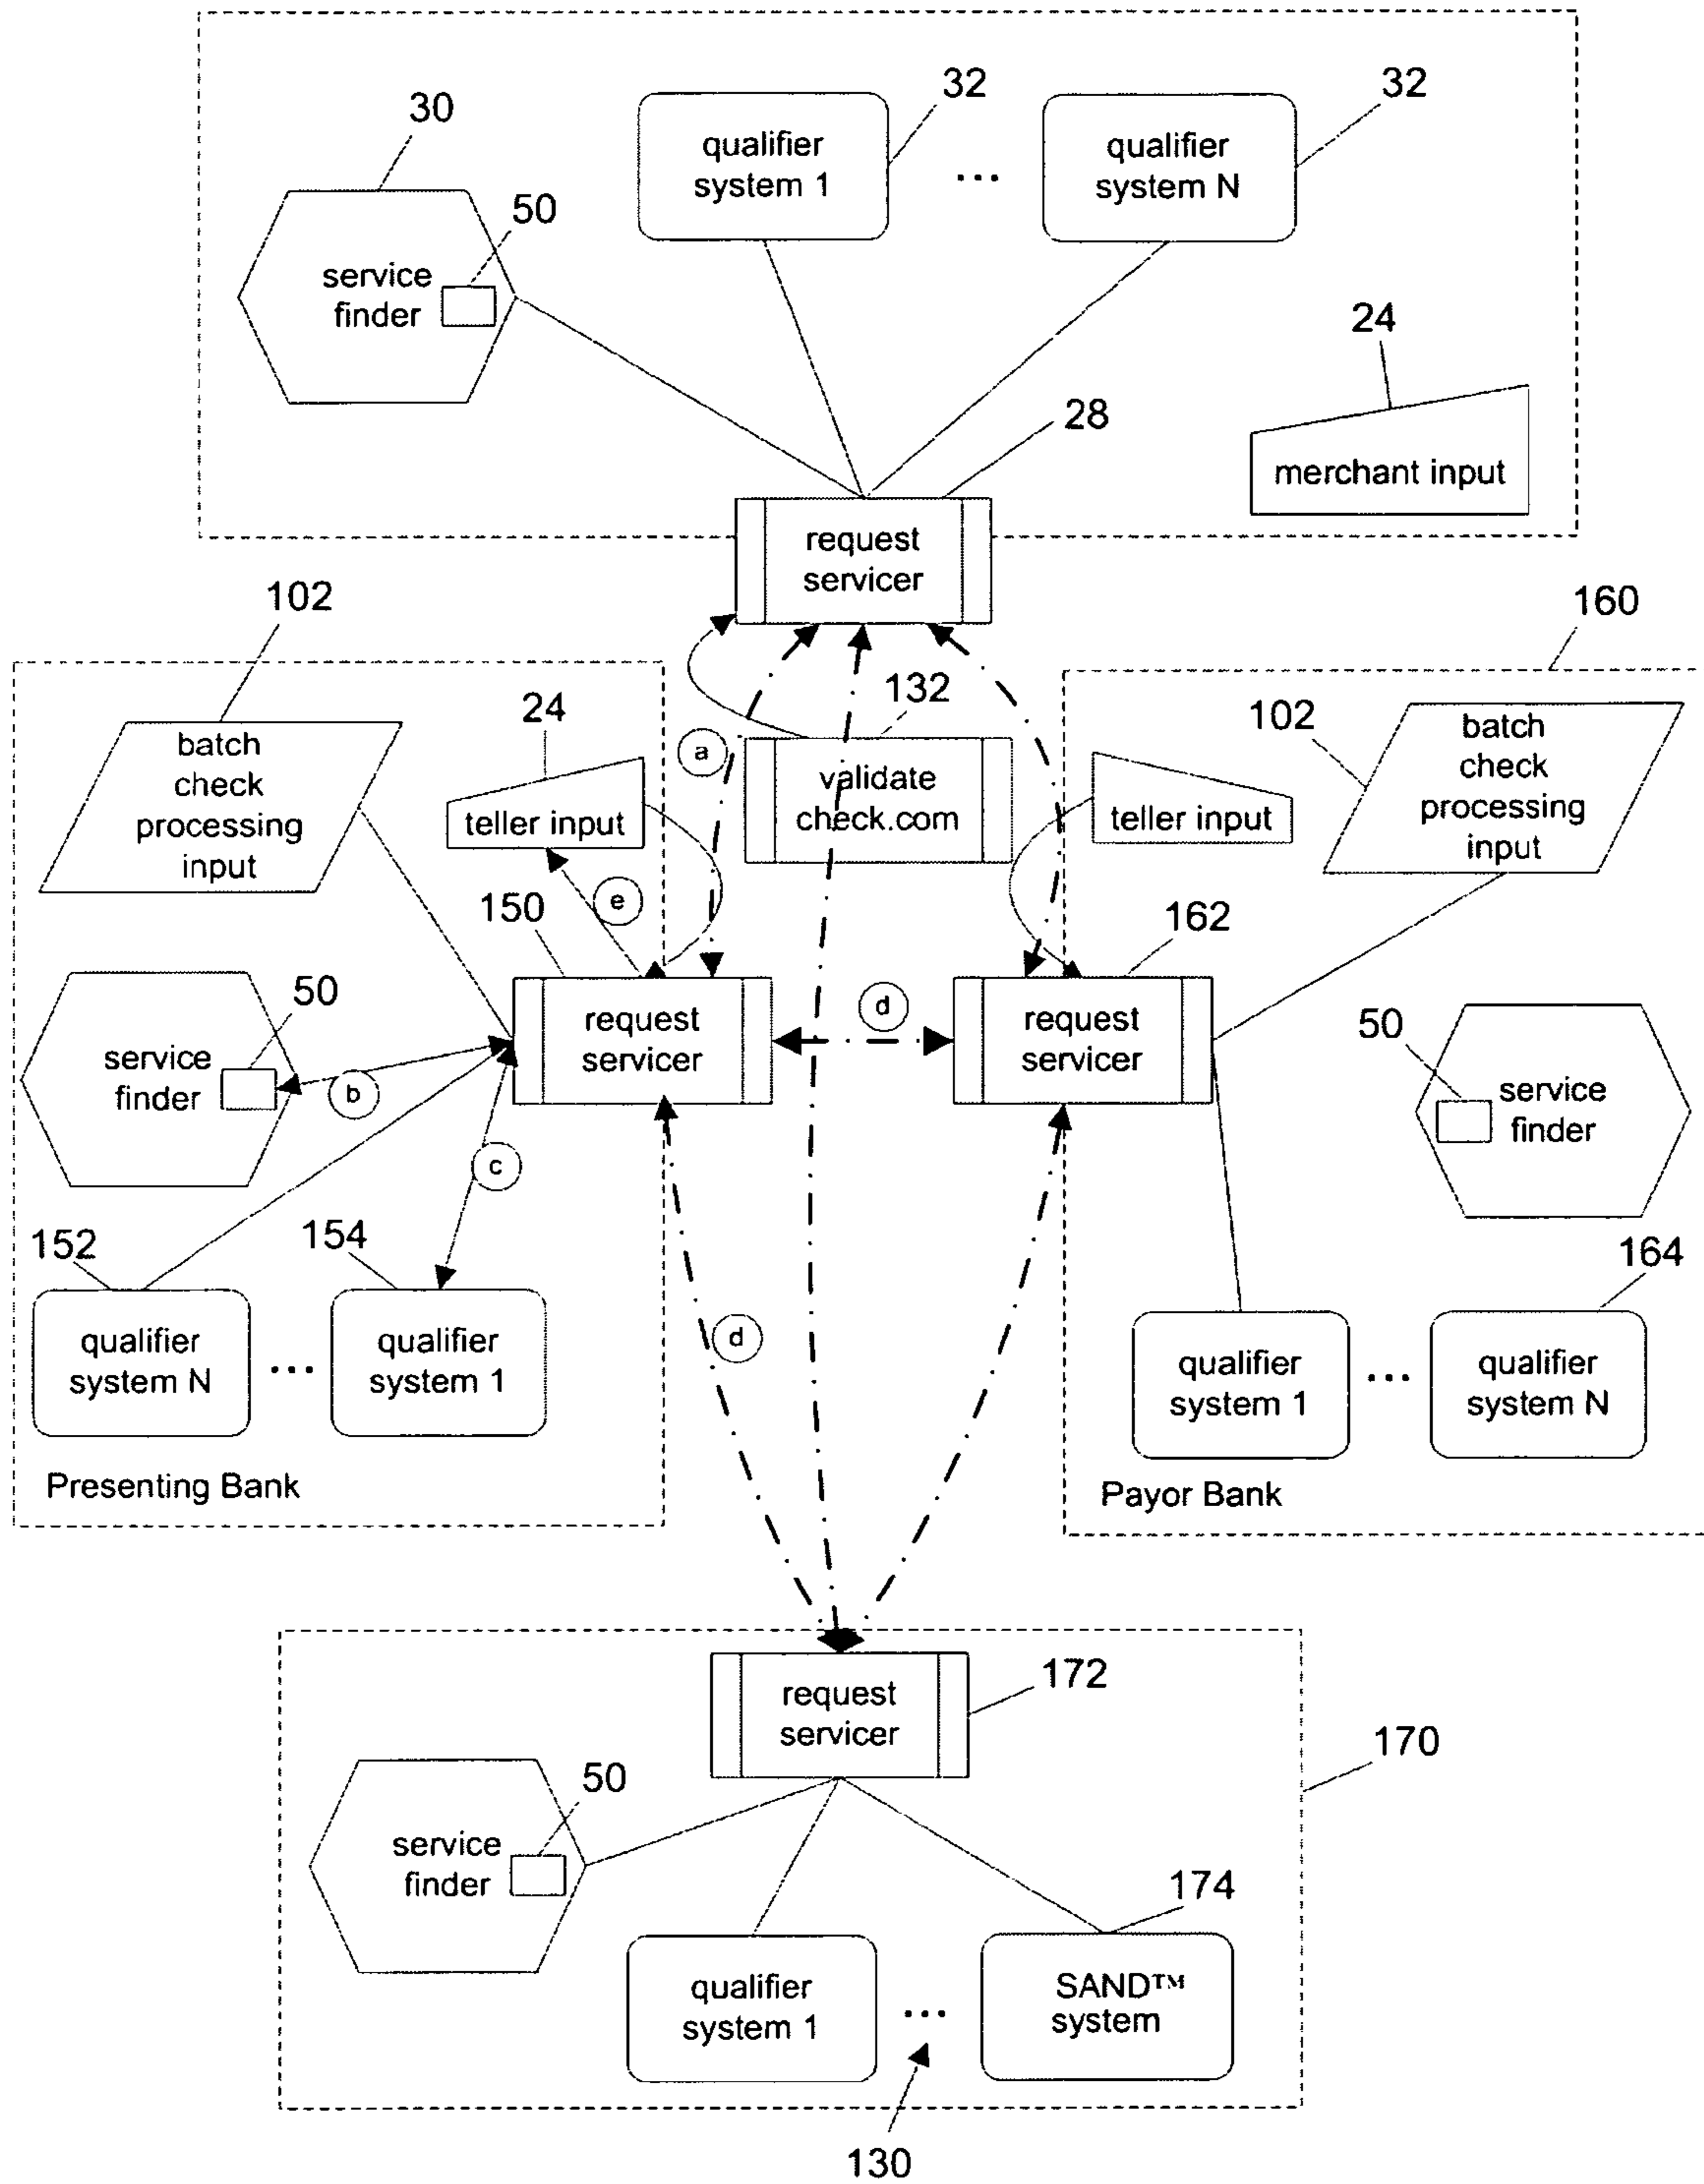 32
32
30
qualifier
system 1
...
qualifier
system N
50
service
finder
24
28
merchant input
request
servicer
102
160
132
24
102
batch
check
processing
input
a
validate
check.com
batch
check
processing
input
teller input
teller input
150
e
162
50
request
servicer
d
request
servicer
50
service
finder
b
service
finder
c
152
154
164
qualifier
system N
...
qualifier
system 1
d
qualifier
system 1
...
qualifier
system N
Presenting Bank
Payor Bank
172
request
servicer
170
50
service
finder
174
qualifier
system 1
...
SAND™
system
130